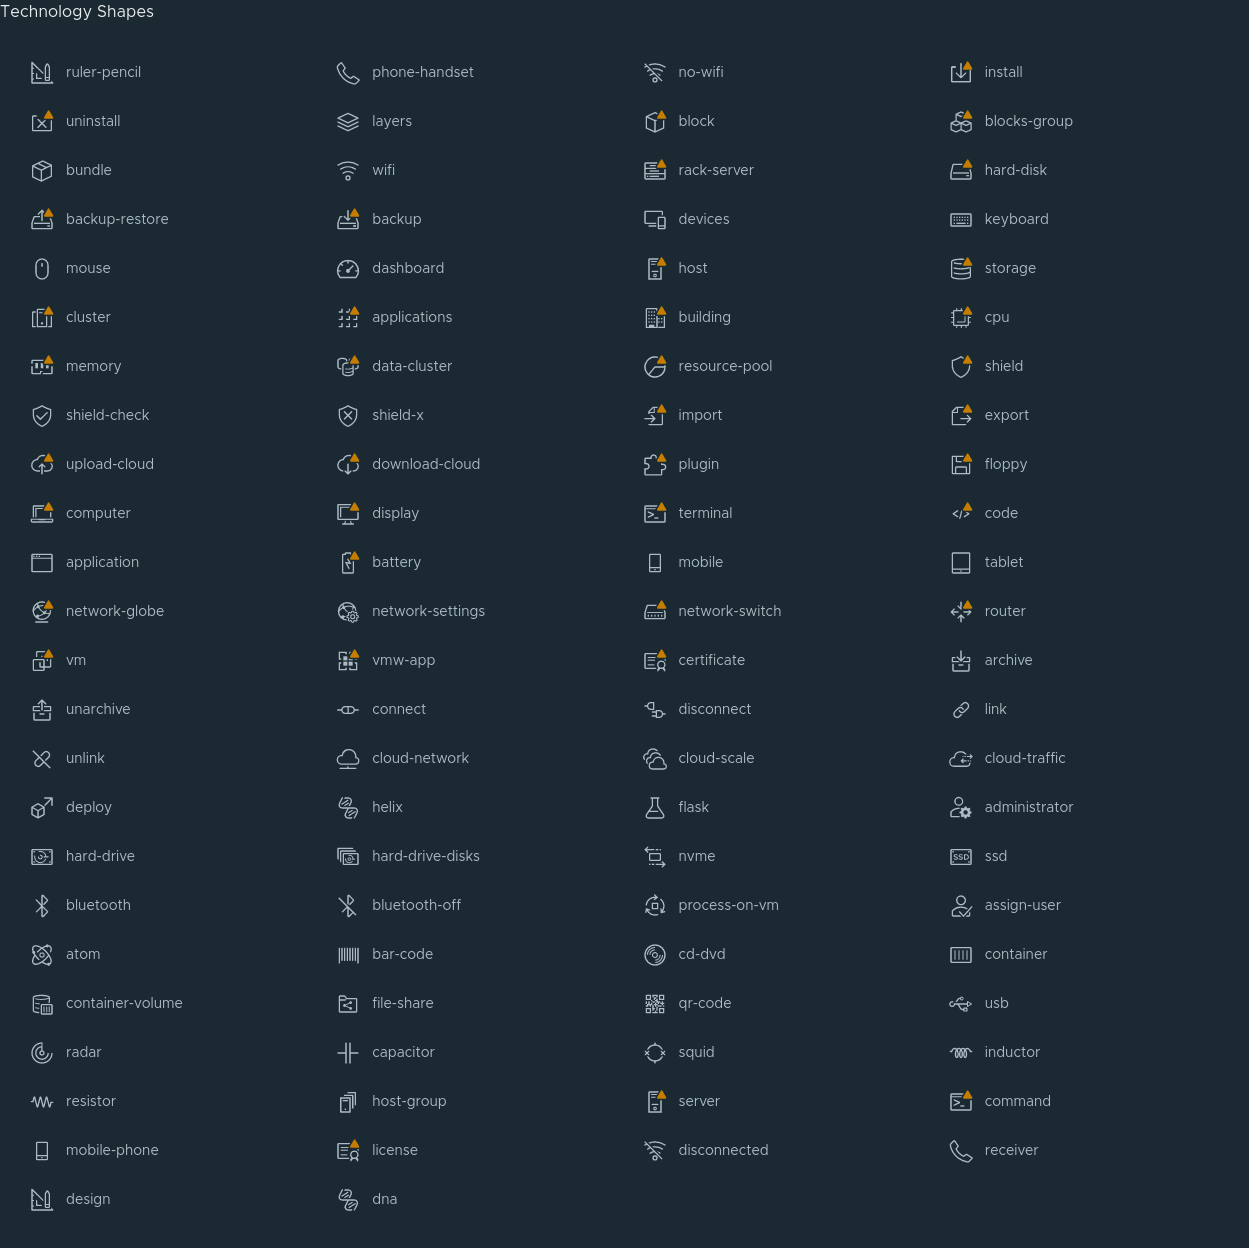 Technology Shapes
ruler-pencil
phone-handset
no-wifi
install
uninstall
layers
block
blocks-group
bundle
wifi
rack-server
hard-disk
backup-restore
backup
devices
keyboard
mouse
dashboard
host
storage
cluster
applications
building
cpu
memory
data-cluster
resource-pool
shield
shield-check
shield-x
import
export
upload-cloud
download-cloud
plugin
floppy
computer
display
terminal
code
application
battery
mobile
tablet
network-globe
network-settings
network-switch
router
vm
vmw-app
certificate
archive
unarchive
connect
disconnect
link
unlink
cloud-network
cloud-scale
cloud-traffic
deploy
helix
flask
administrator
hard-drive
hard-drive-disks
nvme
SSD
ssd
bluetooth
bluetooth-off
process-on-vm
assign-user
atom
bar-code
cd-dvd
container
container-volume
file-share
qr-code
usb
radar
capacitor
squid
inductor
resistor
host-group
server
command
mobile-phone
license
disconnected
receiver
design
dna